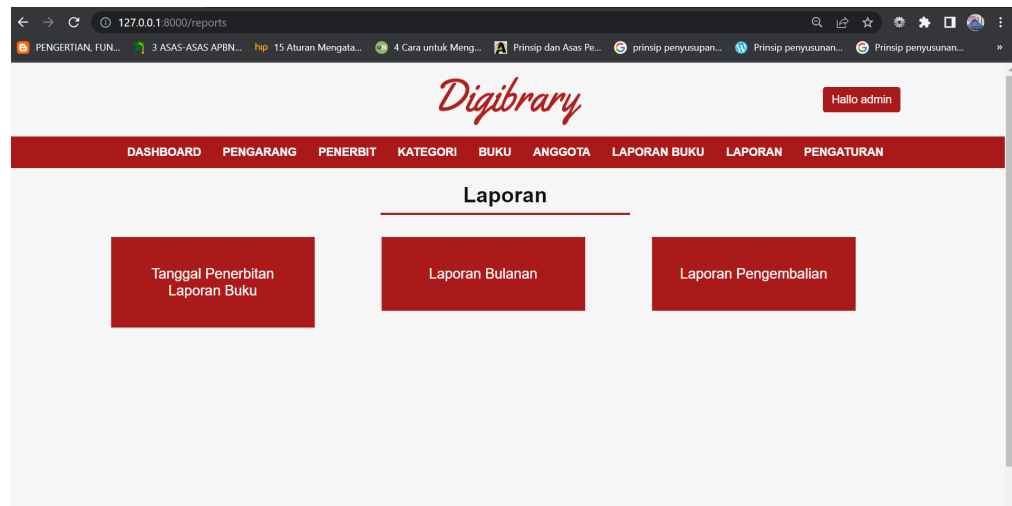 127.0.0.1:8000/reports
PENGERTIAN, FUN... 3 ASAS-ASAS APBN... hip 15 Aturan Mengata... 4 Cara untuk Meng... Prinsip dan Asas Pe... prinsip penyusupan... Prinsip penyusunan... Prinsip penyusunan... »
Digibrary
Hallo admin
DASHBOARD PENGARANG PENERBIT KATEGORI BUKU ANGGOTA LAPORAN BUKU LAPORAN PENGATURAN
Laporan
Tanggal Penerbitan
Laporan Buku
Laporan Bulanan
Laporan Pengembalian